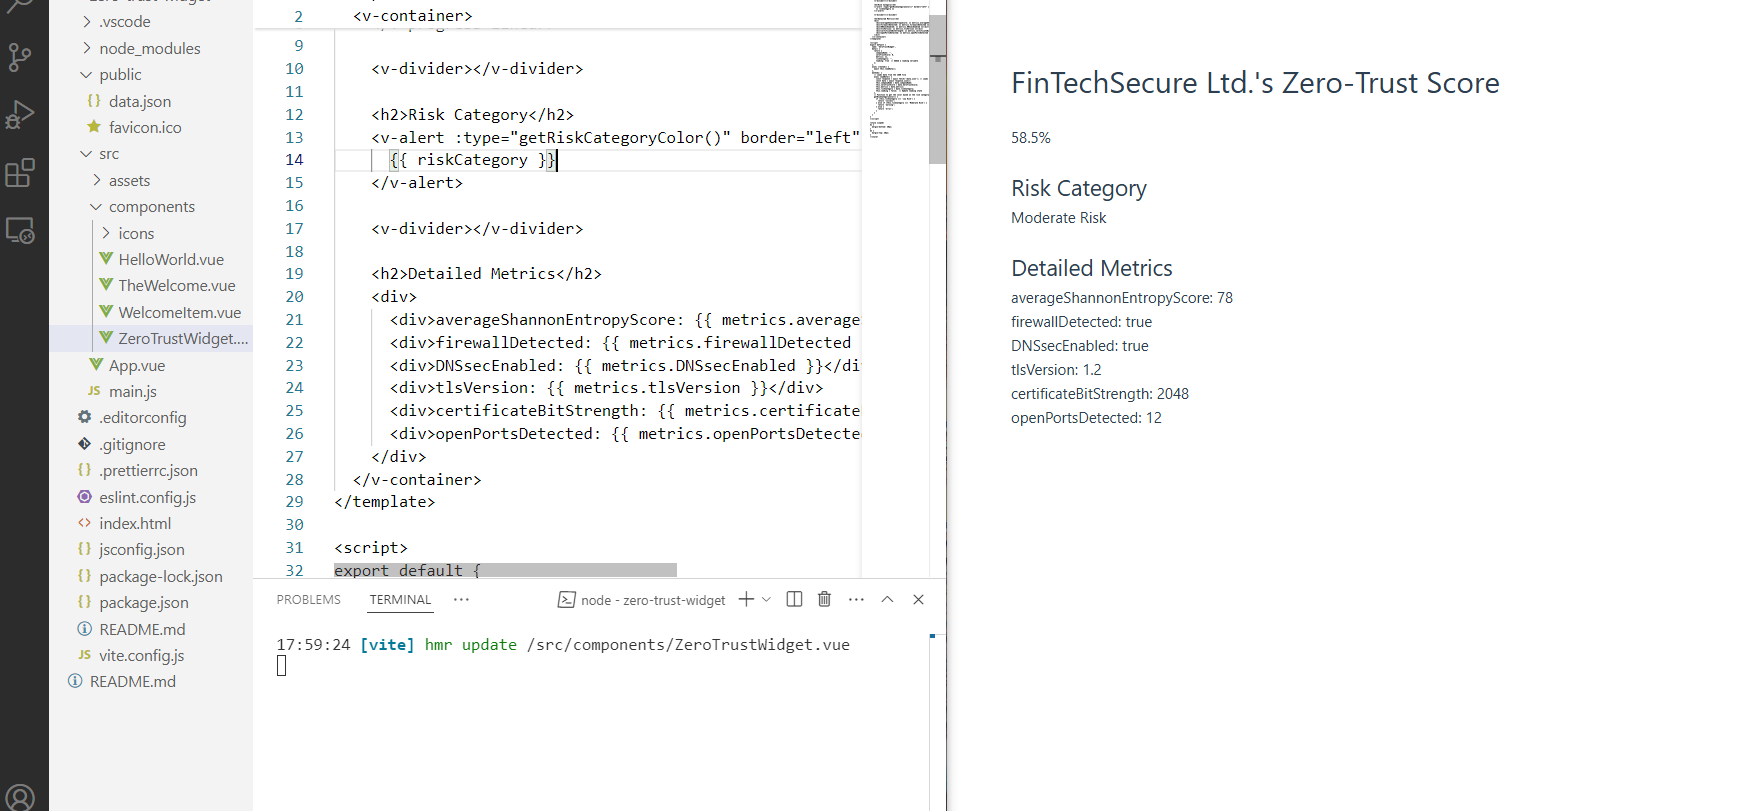 .vscode
node_modules
public
data.json
favicon.ico
src
assets
components
icons
HelloWorld.vue
TheWelcome.vue
WelcomeItem.vue
ZeroTrustWidget....
App.vue
main.js
.editorconfig
.gitignore
.prettierrc.json
eslint.config.js
index.html
jsconfig.json
package-lock.json
package.json
README.md
vite.config.js
README.md
2 <v-container>
9
10 <v-divider></v-divider>
11
12 <h2>Risk Category</h2>
13 <v-alert :type="getRiskCategoryColor()" border="left"
14 {{ riskCategory }}
15 </v-alert>
16
17 <v-divider></v-divider>
18
19 <h2>Detailed Metrics</h2>
20 <div>
21 <div>averageShannonEntropyScore: {{ metrics.average
22 <div>firewallDetected: {{ metrics.firewallDetected
23 <div>DNSsecEnabled: {{ metrics.DNSsecEnabled }}</di
24 <div>tlsVersion: {{ metrics.tlsVersion }}</div>
25 <div>certificateBitStrength: {{ metrics.certificate
26 <div>openPortsDetected: {{ metrics.openPortsDetecte
27 </div>
28 </v-container>
29 </template>
30
31 <script>
32 export default {
PROBLEMS TERMINAL ··· node - zero-trust-widget
17:59:24 [vite] hmr update /src/components/ZeroTrustWidget.vue
FinTechSecure Ltd.'s Zero-Trust Score
58.5%
Risk Category
Moderate Risk
Detailed Metrics
averageShannonEntropyScore: 78
firewallDetected: true
DNSsecEnabled: true
tlsVersion: 1.2
certificateBitStrength: 2048
openPortsDetected: 12